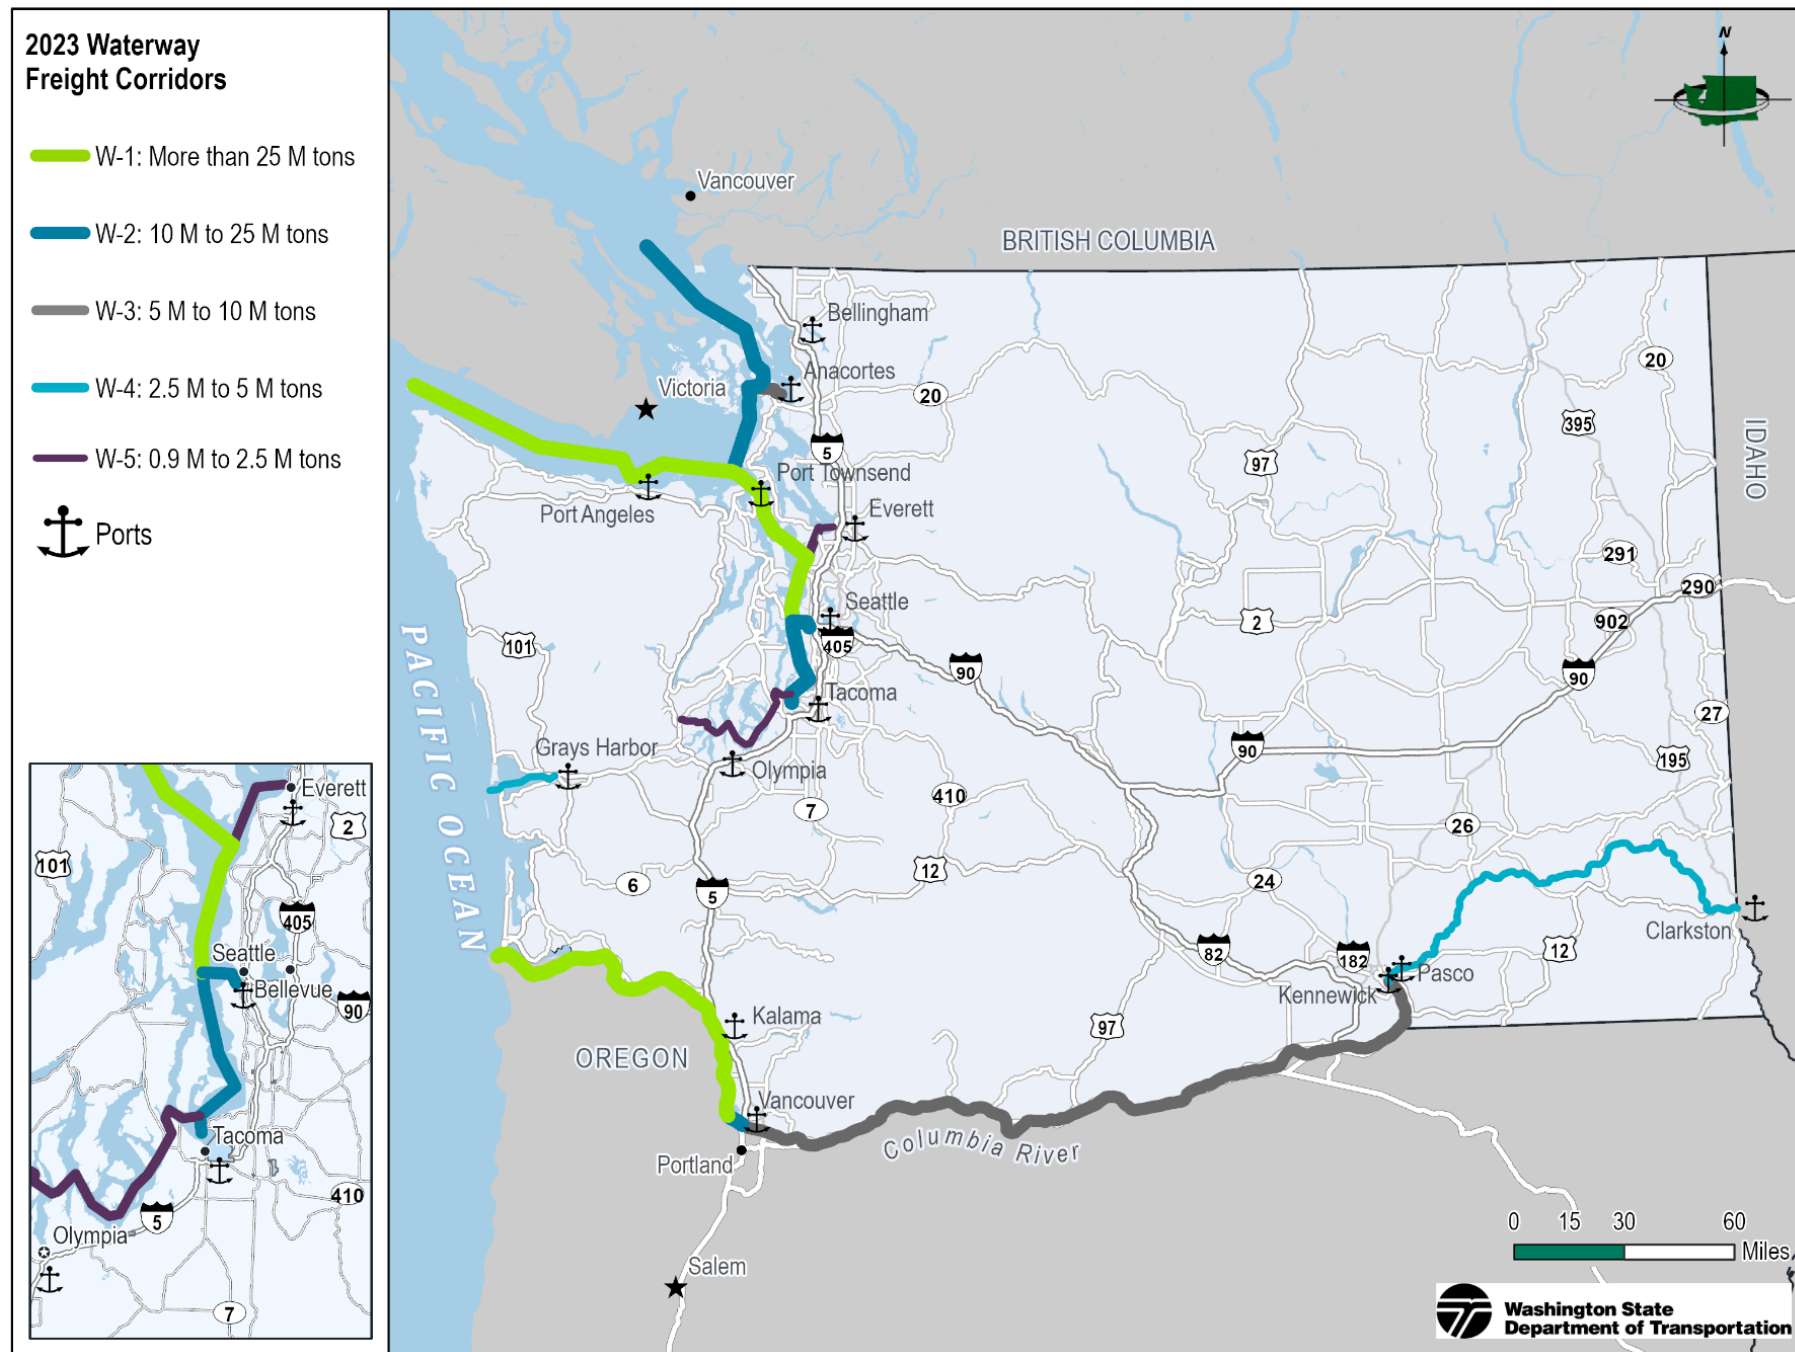 2023 Waterway
Freight Corridors
W-1: More than 25 M tons
W-2: 10 M to 25 M tons
W-3: 5 M to 10 M tons
W-4: 2.5 M to 5 M tons
W-5: 0.9 M to 2.5 M tons
Ports
N
Vancouver
BRITISH COLUMBIA
Bellingham
Anacortes
Victoria
20
20
395
IDAHO
5
97
Port Townsend
Port Angeles
Everett
291
290
Seattle
2
902
405
101
90
90
PACIFIC OCEAN
Tacoma
27
Grays Harbor
90
195
Olympia
7
410
26
12
6
5
24
Clarkston
82
182
12
Pasco
Kennewick
Kalama
97
OREGON
Vancouver
Columbia River
Portland
Salem
0 15 30 60
Miles
Washington State
Department of Transportation
Everett
2
101
405
Seattle
Bellevue
90
Tacoma
410
5
Olympia
7